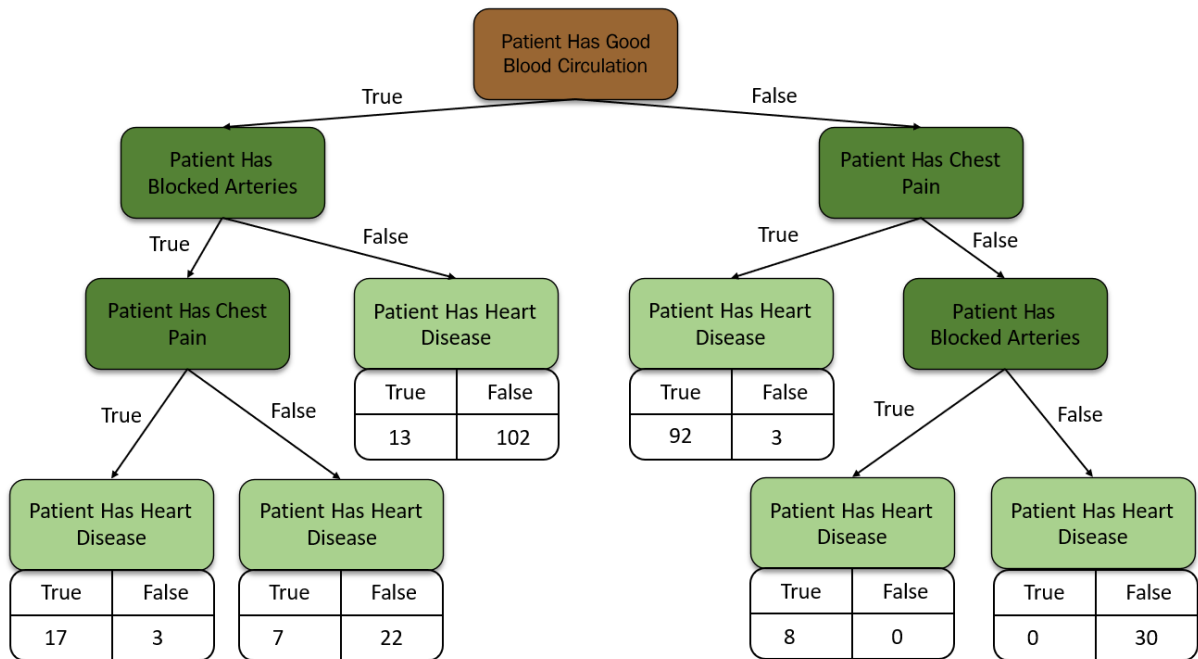 Patient Has Good
Blood Circulation
True
False
Patient Has
Blocked Arteries
Patient Has Chest
Pain
True
False
True
False
Patient Has Chest
Pain
Patient Has Heart
Disease
True False
13 102
Patient Has Heart
Disease
True False
92 3
Patient Has
Blocked Arteries
True
False
True
False
Patient Has Heart
Disease
True False
17 3
Patient Has Heart
Disease
True False
7 22
Patient Has Heart
Disease
True False
8 0
Patient Has Heart
Disease
True False
0 30